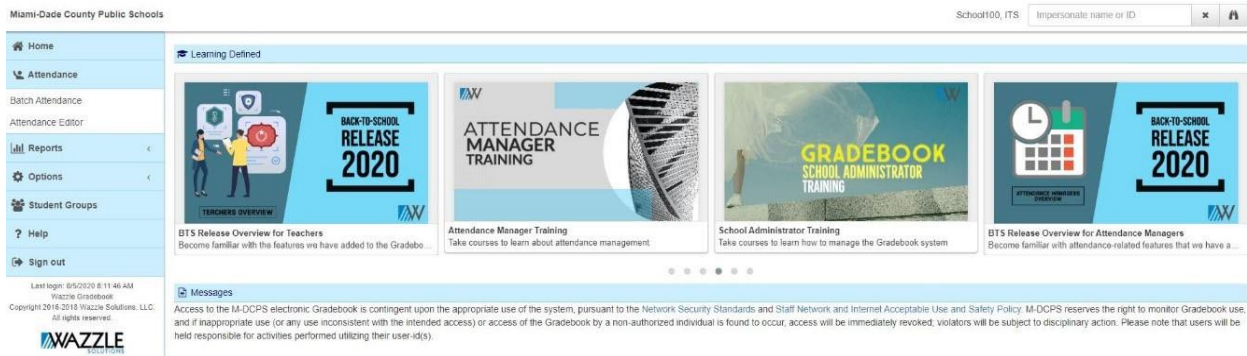 Miami-Dade County Public Schools
School100, ITS
Impersonate name or ID
Home
Attendance
Batch Attendance
Attendance Editor
Reports
Options
Student Groups
? Help
Sign out
Last login: 8/5/2020 8:11:46 AM
Wazzle Gradebook
Copyright 2016-2018 Wazzle Solutions, LLC.
All rights reserved.
WAZZLE
SOLUTIONS
Learning Defined
BACK-TO-SCHOOL
RELEASE
2020
TEACHERS OVERVIEW
BTS Release Overview for Teachers
Become familiar with the features we have added to the Gradebo...
ATTENDANCE
MANAGER
TRAINING
Attendance Manager Training
Take courses to learn about attendance management
GRADEBOOK
SCHOOL ADMINISTRATOR
TRAINING
School Administrator Training
Take courses to learn how to manage the Gradebook system
BACK-TO-SCHOOL
RELEASE
2020
ATTENDANCE MANAGERS
OVERVIEW
BTS Release Overview for Attendance Managers
Become familiar with attendance-related features that we have a...
Messages
Access to the M-DCPS electronic Gradebook is contingent upon the appropriate use of the system, pursuant to the Network Security Standards and Staff Network and Internet Acceptable Use and Safety Policy. M-DCPS reserves the right to monitor Gradebook use,
and if inappropriate use (or any use inconsistent with the intended access) or access of the Gradebook by a non-authorized individual is found to occur, access will be immediately revoked; violators will be subject to disciplinary action. Please note that users will be
held responsible for activities performed utilizing their user-id(s).